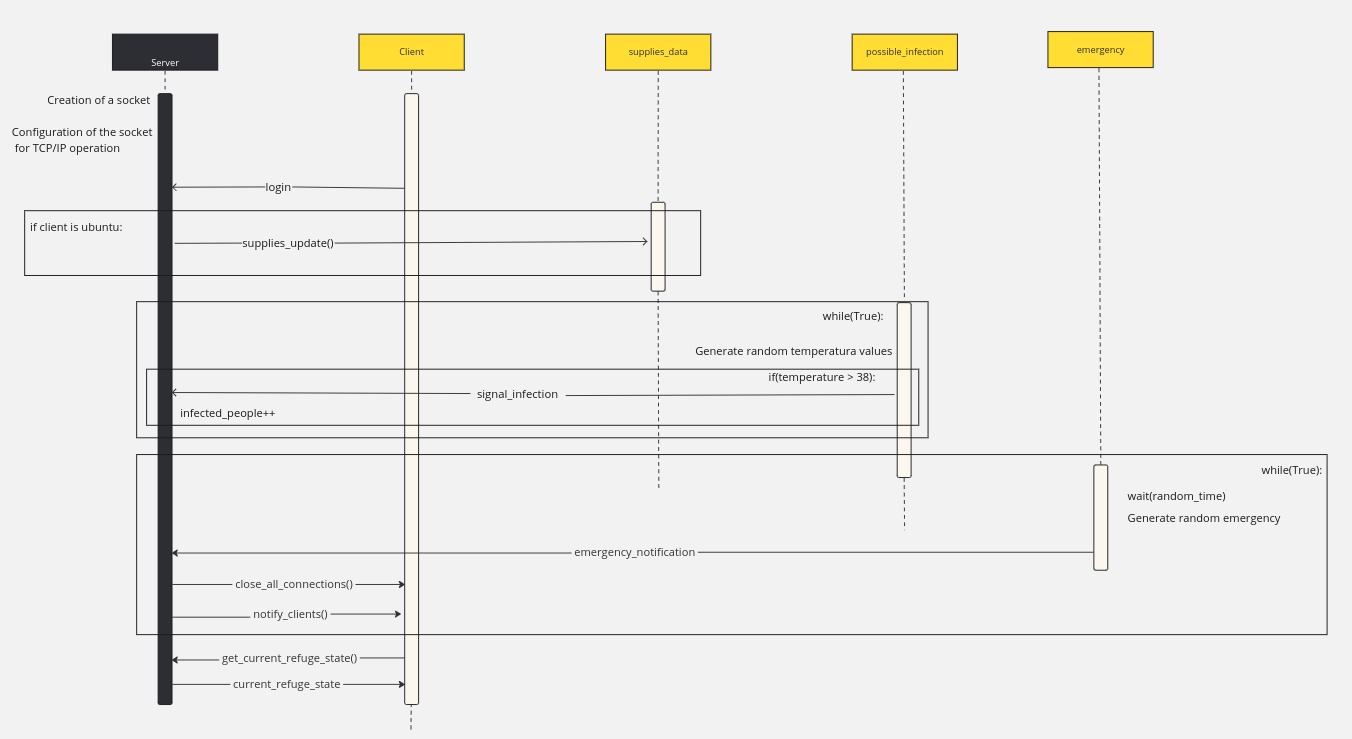 Server
Client
supplies_data
possible_infection
emergency
Creation of a socket
Configuration of the socket
for TCP/IP operation
login
if client is ubuntu:
supplies_update()
while(True):
Generate random temperatura values
if(temperature > 38):
signal_infection
infected_people++
while(True):
wait(random_time)
Generate random emergency
emergency_notification
close_all_connections()
notify_clients()
get_current_refuge_state()
current_refuge_state